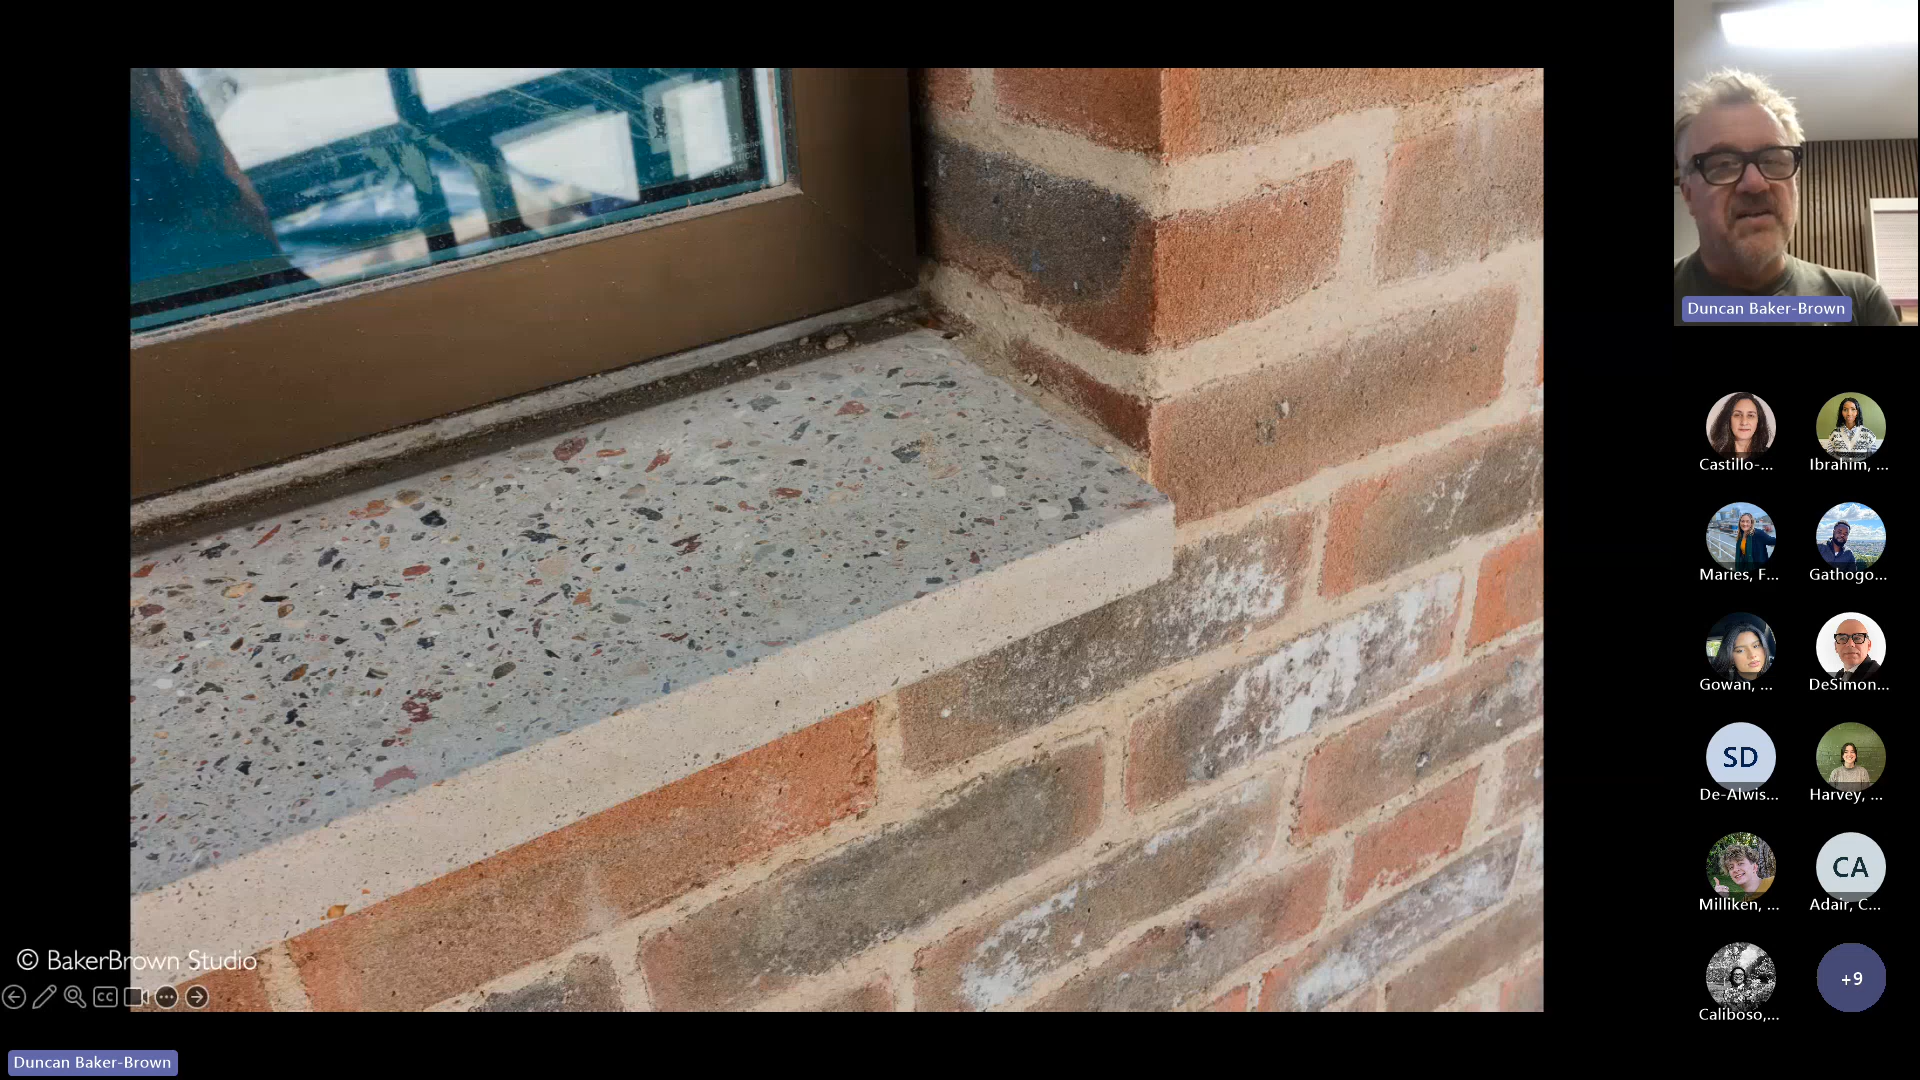 Duncan Baker-Brown
Castillo-...
Ibrahim, ...
Maries, F...
Gathogo...
Gowan, ...
DeSimon...
SD
De-Alwis...
Harvey, ...
Milliken, ...
CA
Adair, C...
Caliboso,...
+9
© BakerBrown Studio
CC
Duncan Baker-Brown